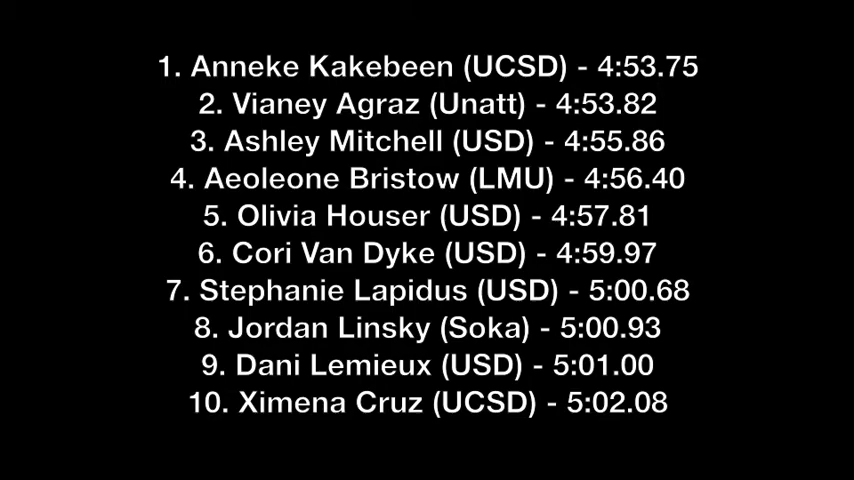 1. Anneke Kakebeen (UCSD) - 4:53.75
2. Vianey Agraz (Unatt) - 4:53.82
3. Ashley Mitchell (USD) - 4:55.86
4. Aeoleone Bristow (LMU) - 4:56.40
5. Olivia Houser (USD) - 4:57.81
6. Cori Van Dyke (USD) - 4:59.97
7. Stephanie Lapidus (USD) - 5:00.68
8. Jordan Linsky (Soka) - 5:00.93
9. Dani Lemieux (USD) - 5:01.00
10. Ximena Cruz (UCSD) - 5:02.08